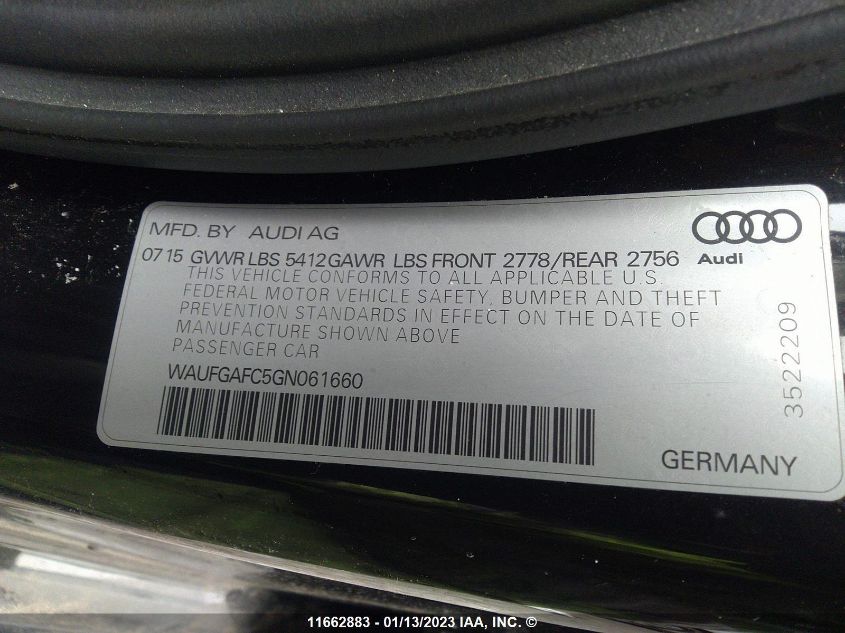 MFD. BY AUDI AG
Audi
07 15 GVWR LBS 5412 GAWR LBS FRONT 2778/REAR 2756
THIS VEHICLE CONFORMS TO ALL APPLICABLE U.S.
FEDERAL MOTOR VEHICLE SAFETY, BUMPER AND THEFT
PREVENTION STANDARDS IN EFFECT ON THE DATE OF
MANUFACTURE SHOWN ABOVE
PASSENGER CAR
WAUFGAFC5GN061660
3522209
GERMANY
11662883 - 01/13/2023 IAA, INC. ©